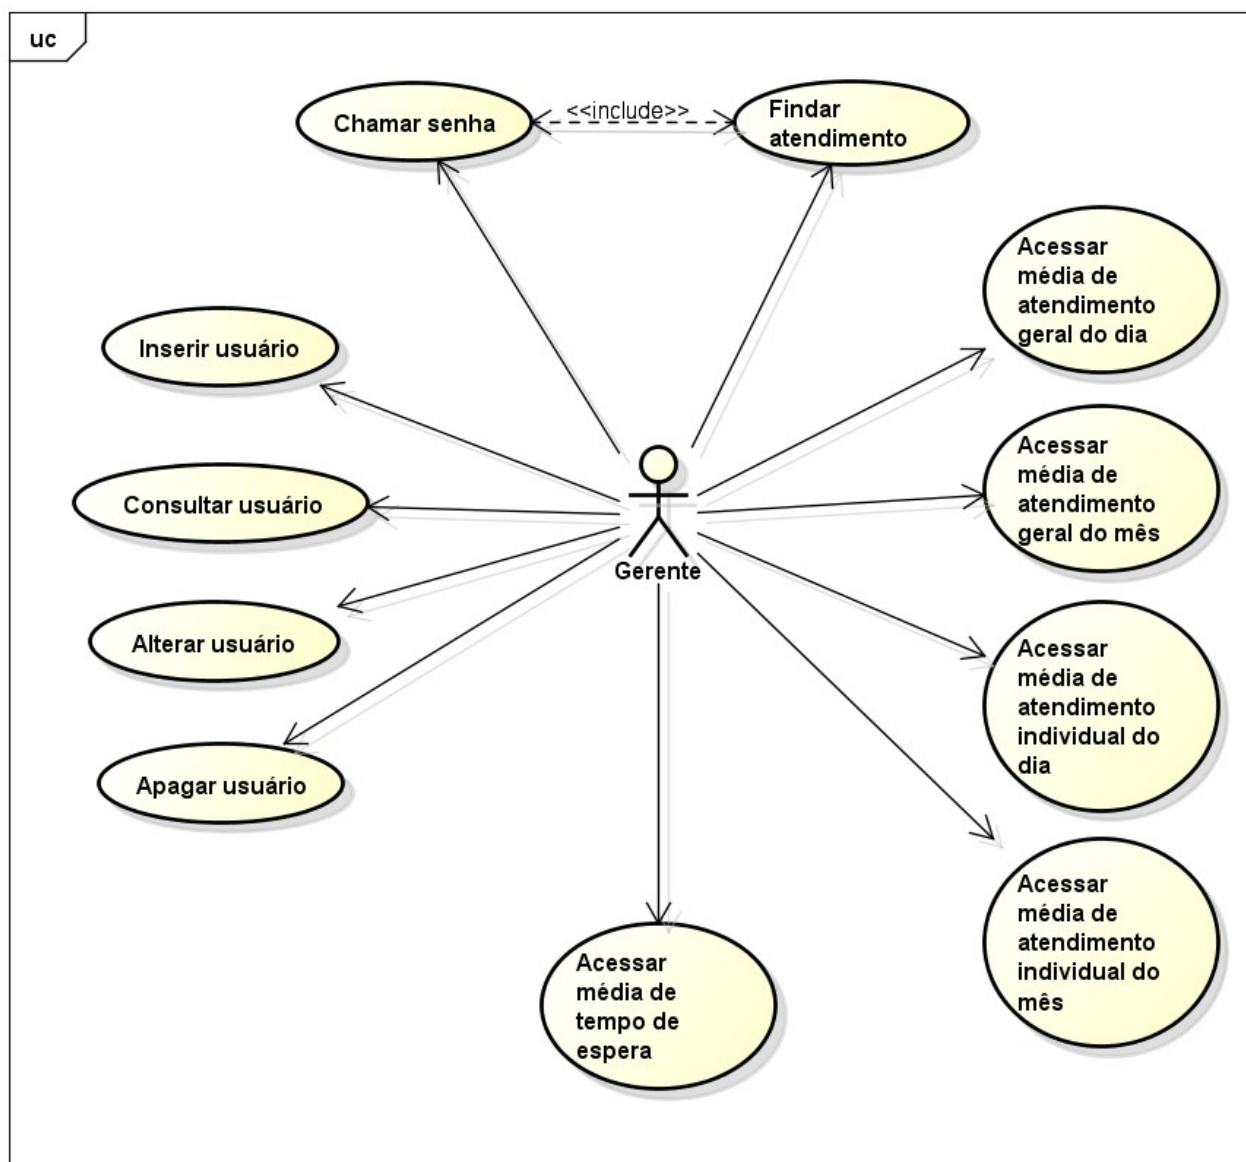 uc
Chamar senha
<<include>>
Findar
atendimento
Acessar
média de
atendimento
geral do dia
Inserir usuário
Acessar
média de
atendimento
geral do mês
Consultar usuário
Gerente
Alterar usuário
Acessar
média de
atendimento
individual do
dia
Apagar usuário
Acessar
média de
atendimento
individual do
mês
Acessar
média de
tempo de
espera